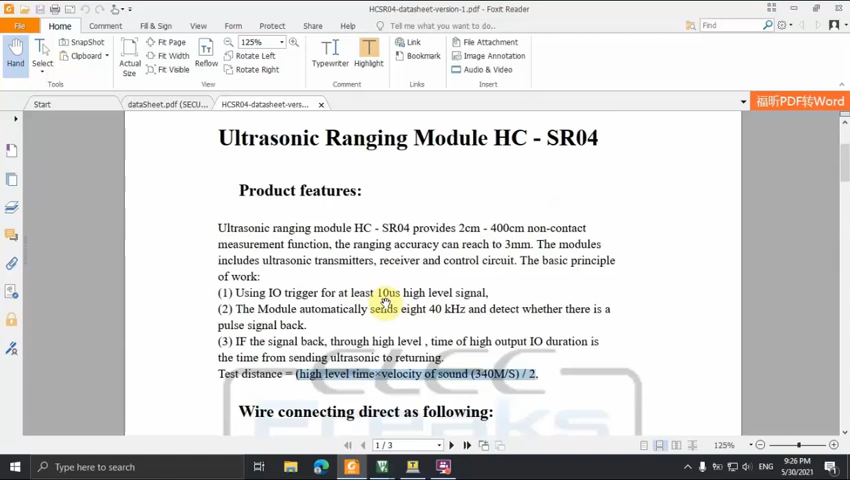 HCSR04-datasheet-version-1.pdf - Foxit Reader
File Home Comment Fill & Sign View Form Protect Share Help Tell me what you want to do... Find
Hand
Select
SnapShot
Clipboard
Actual Size
Fit Page
Fit Width
Fit Visible
Reflow
125%
Rotate Left
Rotate Right
Typewriter
Highlight
Link
Bookmark
File Attachment
Image Annotation
Audio & Video
Tools View Comment Links Insert
Start dataSheet.pdf (SECU... HCSR04-datasheet-vers... 福昕PDF转Word
Ultrasonic Ranging Module HC - SR04
Product features:
Ultrasonic ranging module HC - SR04 provides 2cm - 400cm non-contact
measurement function, the ranging accuracy can reach to 3mm. The modules
includes ultrasonic transmitters, receiver and control circuit. The basic principle
of work:
(1) Using IO trigger for at least 10us high level signal,
(2) The Module automatically sends eight 40 kHz and detect whether there is a
pulse signal back.
(3) IF the signal back, through high level , time of high output IO duration is
the time from sending ultrasonic to returning.
Test distance = (high level time×velocity of sound (340M/S) / 2,
Wire connecting direct as following:
ELEC
Freaks
1 / 3 125%
Type here to search
ENG
9:26 PM
5/30/2021